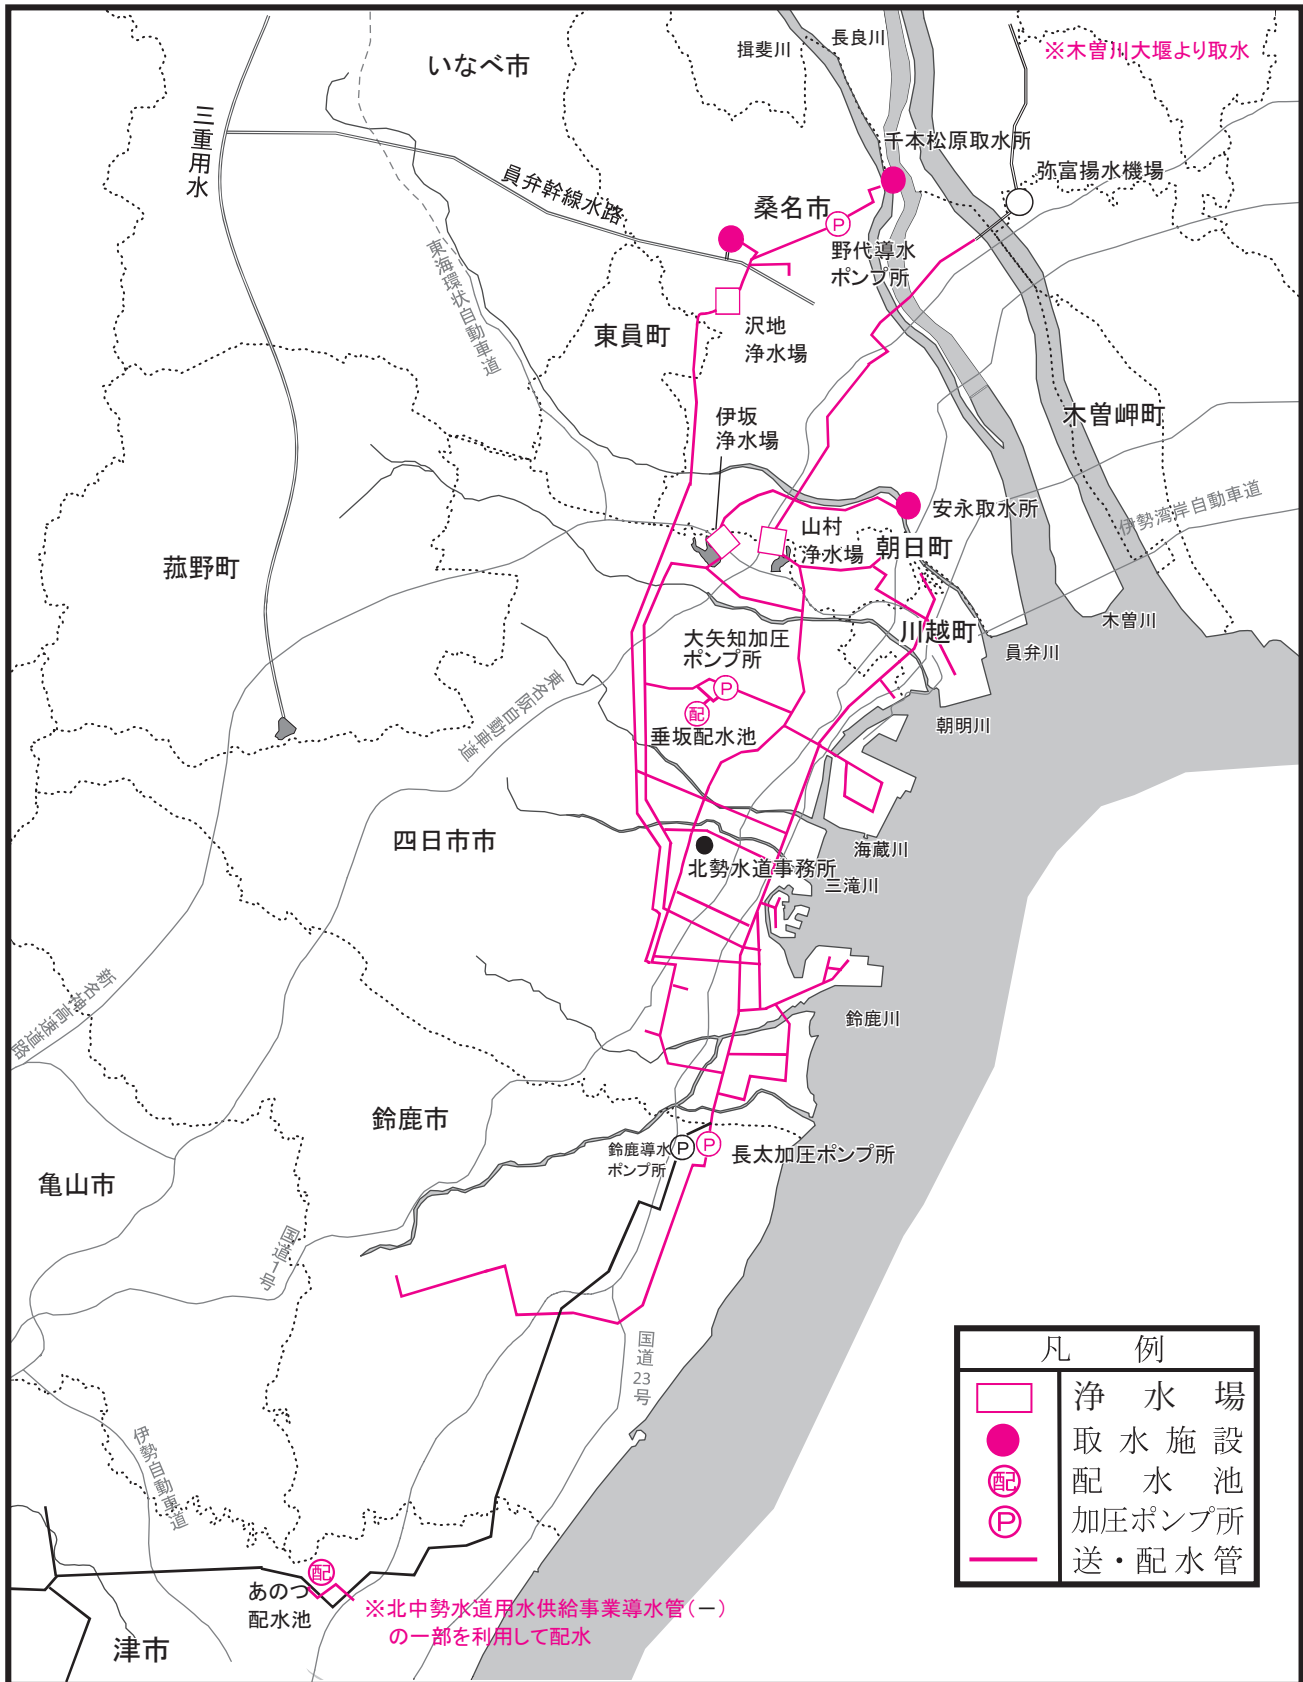 いなべ市
揖斐川
長良川
※木曽川大堰より取水
三重用水
千本松原取水所
弥富揚水機場
員弁幹線水路
桑名市
P
野代導水
ポンプ所
東海環状自動車道
東員町
沢地
浄水場
伊坂
浄水場
木曽岬町
伊勢湾岸自動車道
安永取水所
山村
浄水場
朝日町
菰野町
木曽川
川越町
員弁川
大矢知加圧
ポンプ所
P
配
垂坂配水池
東名阪自動車道
朝明川
四日市市
海蔵川
北勢水道事務所
三滝川
新名神高速道路
鈴鹿川
鈴鹿市
鈴鹿導水
ポンプ所
P
P
長太加圧ポンプ所
亀山市
国道1号
国道23号
伊勢自動車道
配
あのつ
配水池
※北中勢水道用水供給事業導水管(―)
の一部を利用して配水
津市
凡 例
浄水場
取水施設
配 配水池
P 加圧ポンプ所
送・配水管